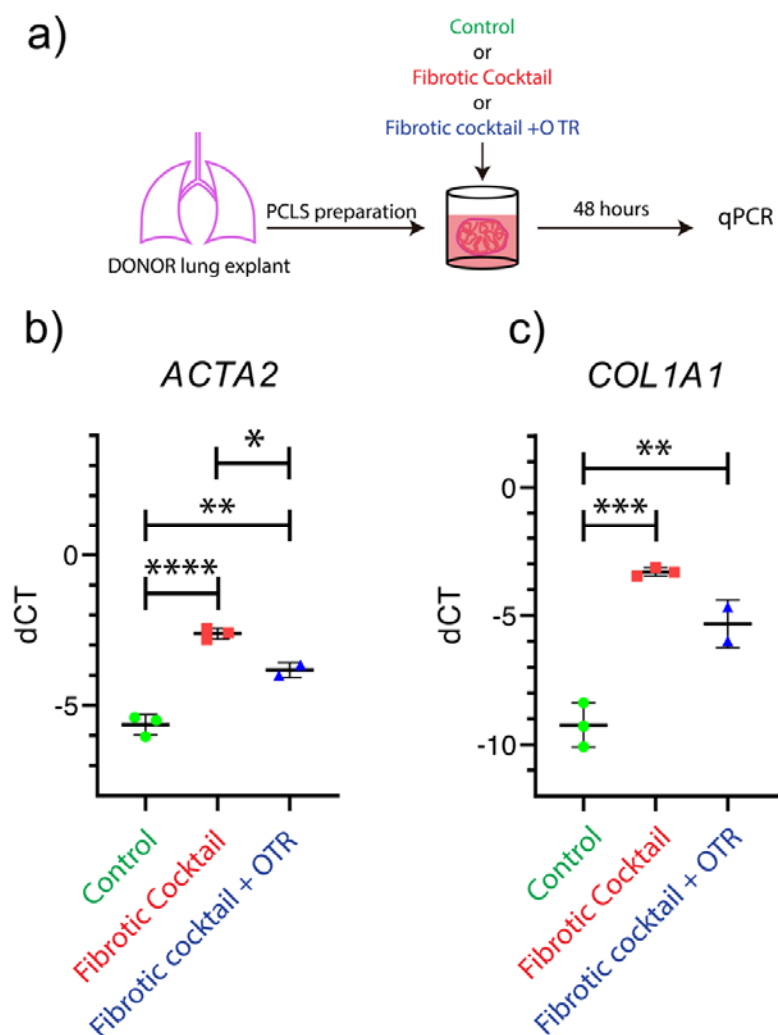 a)
Control
or
Fibrotic Cocktail
or
Fibrotic cocktail +O TR
PCLS preparation
48 hours
qPCR
DONOR lung explant
b)
ACTA2
*
**
****
0
-5
dCT
Control
Fibrotic Cocktail
Fibrotic cocktail + OTR
c)
COL1A1
**
***
0
-5
-10
dCT
Control
Fibrotic Cocktail
Fibrotic cocktail + OTR